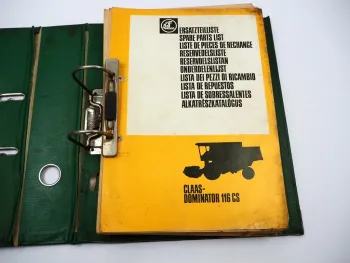 ERSATZTEILLISTE
SPARE PARTS LIST
LISTE DE PIECES DE RECHANGE
RESERVEDELSLISTE
RESERVDELSLISTAN
ONDERDELENLIJST
LISTA DEI PEZZI DI RICAMBIO
LISTA DE REPUESTOS
LISTA DE SOBRESSALENTES
ALKATRÉSZKATALÓGUS
CLAAS-
DOMINATOR 116 CS